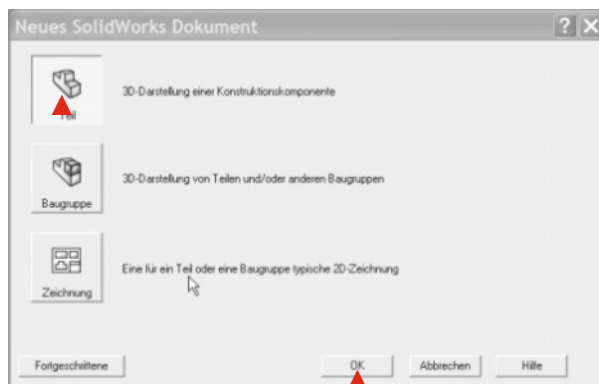 Neues SolidWorks Dokument
3D-Darstellung einer Konstruktionskomponente
Teil
3D-Darstellung von Teilen und/oder anderen Baugruppen
Baugruppe
Eine für ein Teil oder eine Baugruppe typische 2D-Zeichnung
Zeichnung
Fortgeschrittene OK Abbrechen Hilfe